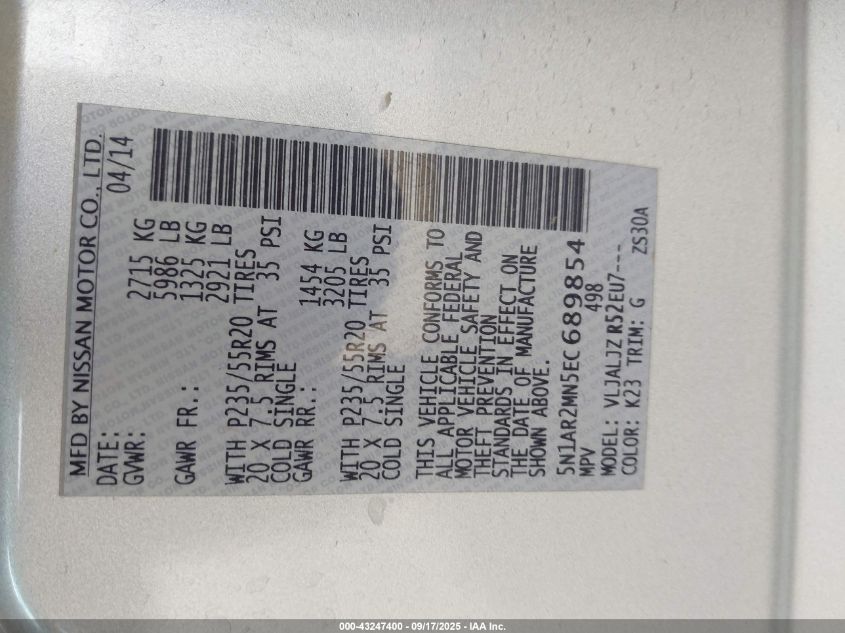 MFD BY NISSAN MOTOR CO., LTD.
DATE: 04/14
GVWR: 2715 KG
5986 LB
GAWR FR.: 1325 KG
2921 LB
WITH P235/55R20 TIRES
20 X 7.5 RIMS AT 35 PSI
COLD SINGLE
GAWR RR.: 1454 KG
3205 LB
WITH P235/55R20 TIRES
20 X 7.5 RIMS AT 35 PSI
COLD SINGLE
THIS VEHICLE CONFORMS TO
ALL APPLICABLE FEDERAL
MOTOR VEHICLE SAFETY AND
THEFT PREVENTION
STANDARDS IN EFFECT ON
THE DATE OF MANUFACTURE
SHOWN ABOVE.
5N1AR2MN5EC689854
MPV 498
MODEL: VLJALJZ R52EU7---
COLOR: K23 TRIM: G ZS30A
000-43247400 - 09/17/2025 - IAA Inc.